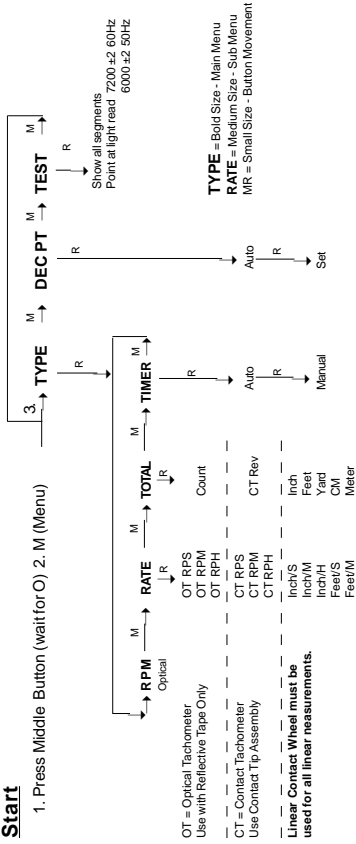 Start
1. Press Middle Button (wait for O) 2. M (Menu)
3. TYPE M DEC PT M TEST M
R R R
Show all segments
Point at light read 7200 ±2 60Hz
6000 ±2 50Hz
RPM M RATE M TOTAL M TIMER M
Optical R R R
OT = Optical Tachometer
Use with Reflective Tape Only
OT RPS
OT RPM
OT RPH
Count
CT = Contact Tachometer
Use Contact Tip Assembly
CT RPS
CT RPM
CT RPH
CT Rev
Auto
R
Manual
Auto
R
Set
Linear Contact Wheel must be
used for all linear neasurements.
Inch/S
Inch/M
Inch/H
Feet/S
Feet/M
Inch
Feet
Yard
CM
Meter
TYPE = Bold Size - Main Menu
RATE = Medium Size - Sub Menu
MR = Small Size - Button Movement